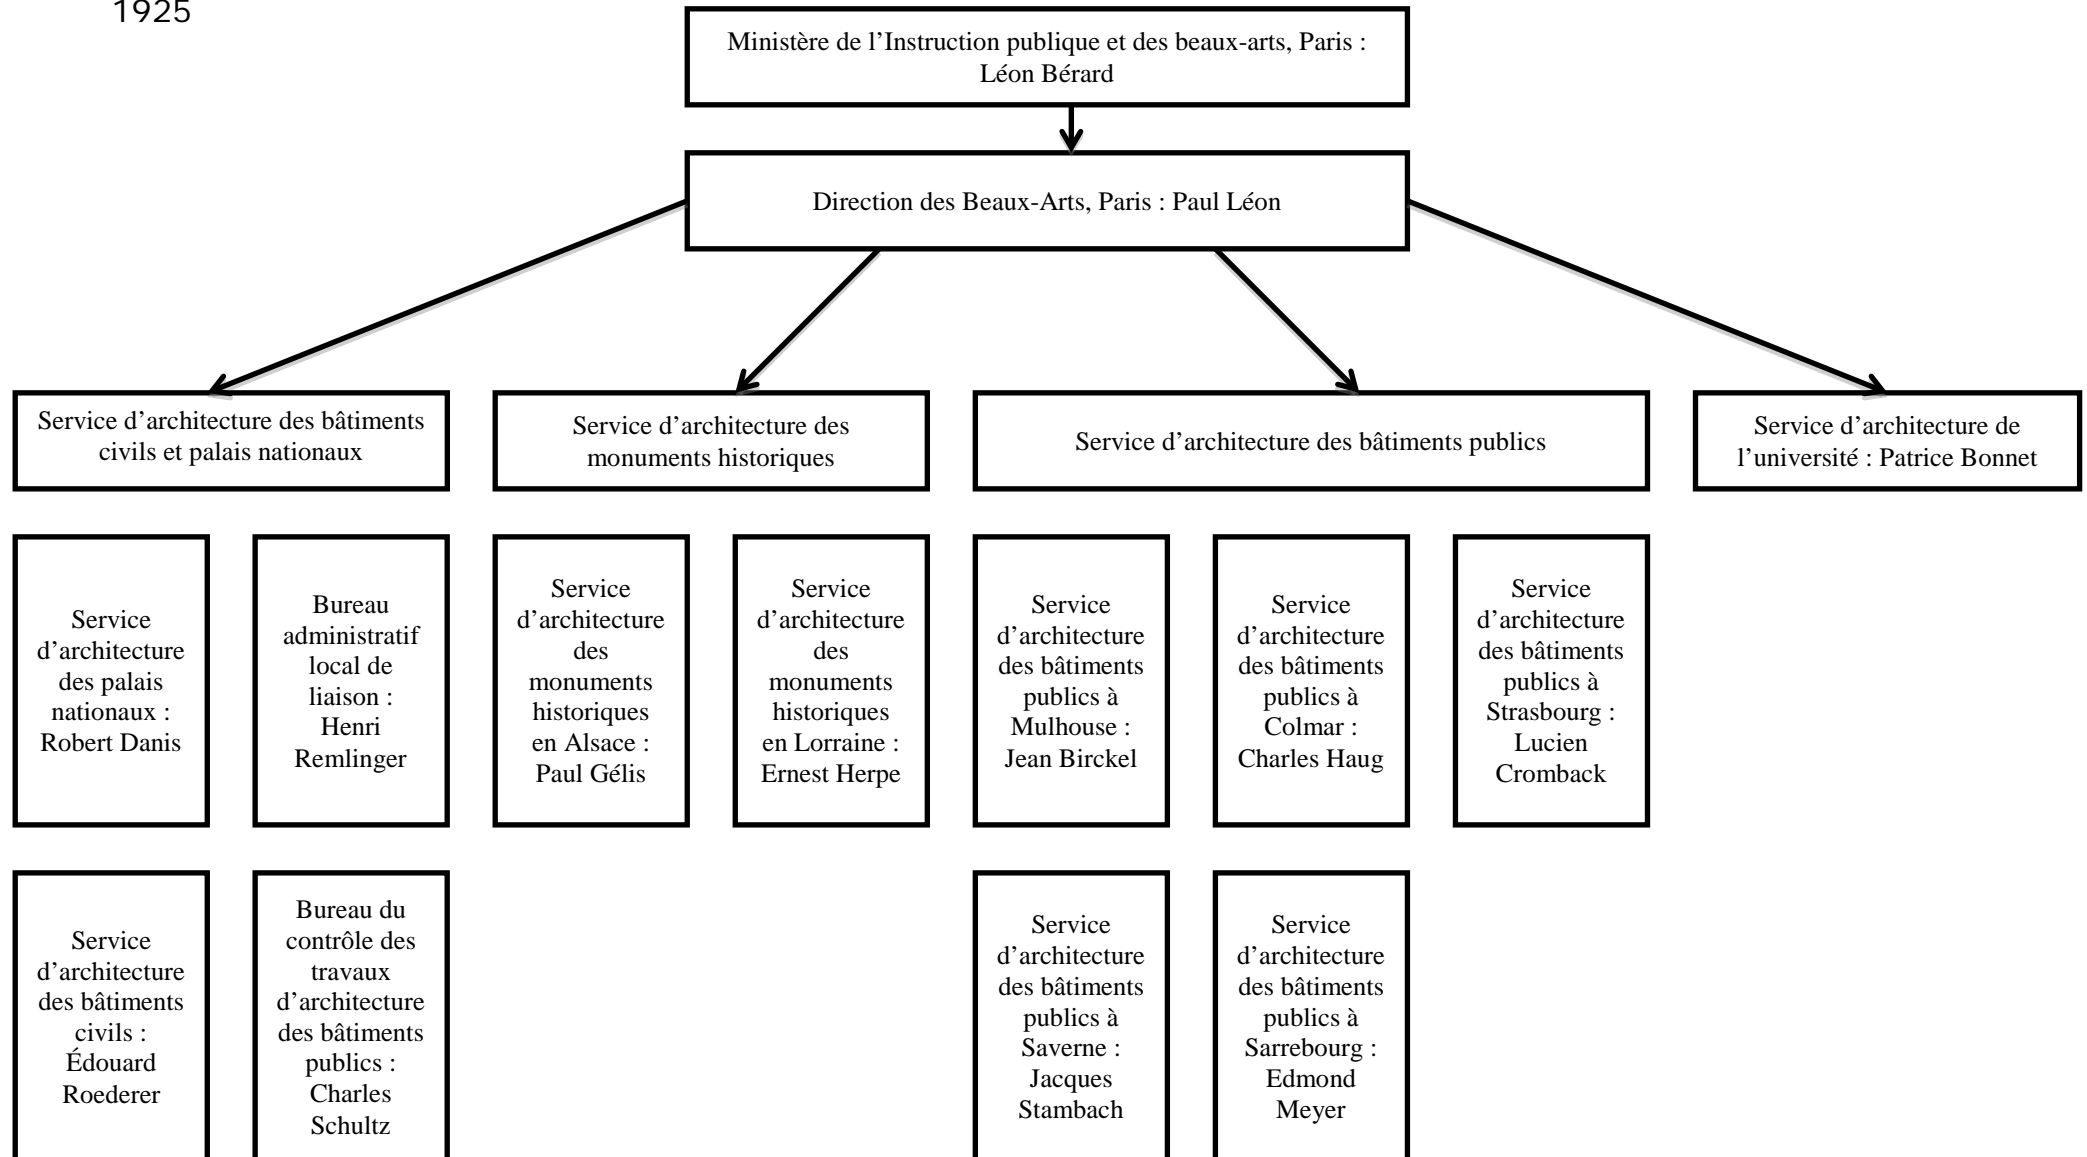 1925
Ministère de l’Instruction publique et des beaux-arts, Paris :
Léon Bérard
Direction des Beaux-Arts, Paris : Paul Léon
Service d’architecture des bâtiments
civils et palais nationaux
Service d’architecture des
monuments historiques
Service d’architecture des bâtiments publics
Service d’architecture de
l’université : Patrice Bonnet
Service
d’architecture
des palais
nationaux :
Robert Danis
Bureau
administratif
local de
liaison :
Henri
Remlinger
Service
d’architecture
des
monuments
historiques
en Alsace :
Paul Gélis
Service
d’architecture
des
monuments
historiques
en Lorraine :
Ernest Herpe
Service
d’architecture
des bâtiments
publics à
Mulhouse :
Jean Birckel
Service
d’architecture
des bâtiments
publics à
Colmar :
Charles Haug
Service
d’architecture
des bâtiments
publics à
Strasbourg :
Lucien
Cromback
Service
d’architecture
des bâtiments
civils :
Édouard
Roederer
Bureau du
contrôle des
travaux
d’architecture
des bâtiments
publics :
Charles
Schultz
Service
d’architecture
des bâtiments
publics à
Saverne :
Jacques
Stambach
Service
d’architecture
des bâtiments
publics à
Sarrebourg :
Edmond
Meyer